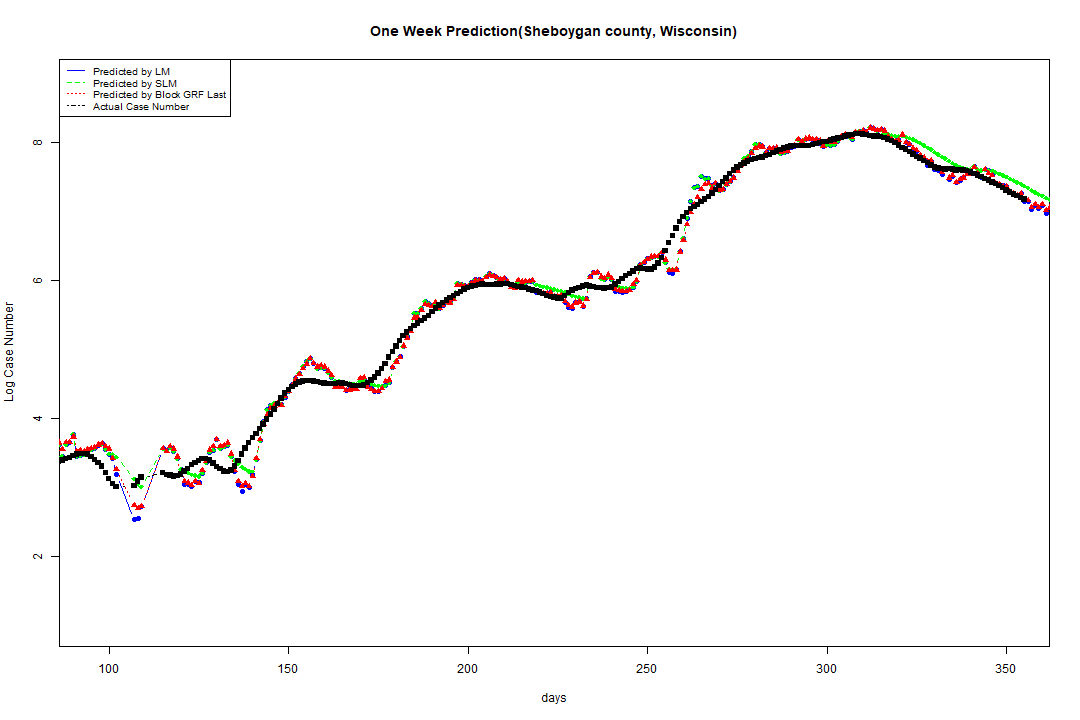 One Week Prediction(Sheboygan county, Wisconsin)
Predicted by LM
Predicted by SLM
Predicted by Block GRF Last
Actual Case Number
8
6
4
2
Log Case Number
100 150 200 250 300 350
days